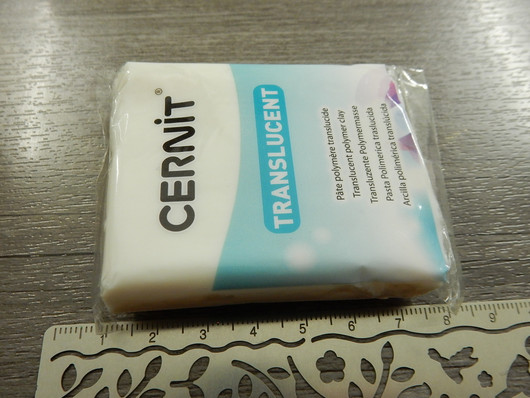 CERNiT®
TRANSLUCENT
Pâte polymère translucide
Translucent polymer clay
Transluzente Polymermasse
Pasta Polimerica traslucida
Arcilla polimérica translúcida
1 2 3 4 5 6 7 8 9